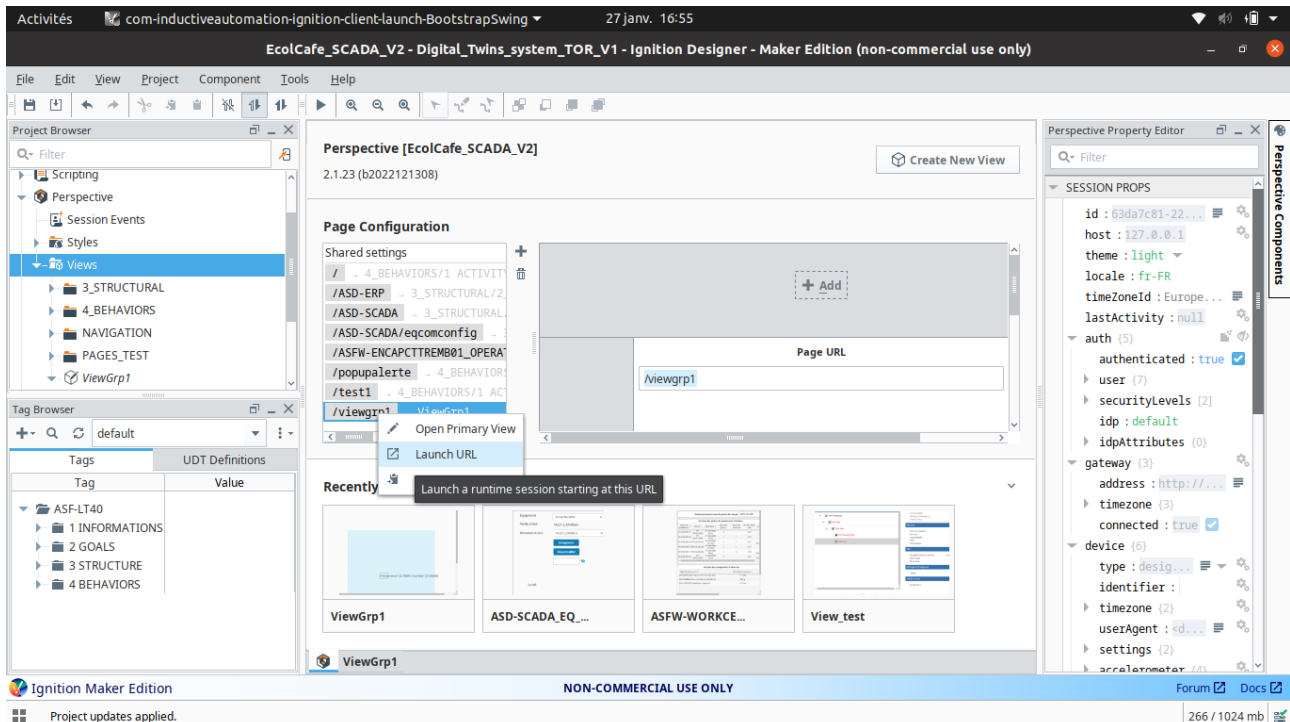 Activités com-inductiveautomation-ignition-client-launch-BootstrapSwing 27 janv. 16:55
EcolCafe_SCADA_V2 - Digital_Twins_system_TOR_V1 - Ignition Designer - Maker Edition (non-commercial use only)
File Edit View Project Component Tools Help
Project Browser
Filter
Scripting
Perspective
Session Events
Styles
Views
3_STRUCTURAL
4_BEHAVIORS
NAVIGATION
PAGES_TEST
ViewGrp1
Tag Browser
default
Tags UDT Definitions
Tag Value
ASF-LT40
1 INFORMATIONS
2 GOALS
3 STRUCTURE
4 BEHAVIORS
Perspective [EcolCafe_SCADA_V2]
2.1.23 (b2022121308)
Create New View
Page Configuration
Shared settings
/ → 4_BEHAVIORS/1 ACTIVIT
/ASD-ERP → 3_STRUCTURAL/2_
/ASD-SCADA → 3_STRUCTURAL
/ASD-SCADA/eqcomconfig →
/ASFW-ENCAPCTTREMB01_OPERA
/popupalerte → 4_BEHAVIOR
/test1 → 4_BEHAVIORS/1 AC
/viewgrp1 ViewGrp1
+ Add
Page URL
/viewgrp1
Open Primary View
Launch URL
Launch a runtime session starting at this URL
Recently
ViewGrp1
ASD-SCADA_EQ_...
ASFW-WORKCE...
View_test
ViewGrp1
Perspective Property Editor
Filter
SESSION PROPS
id : 63da7c81-22...
host : 127.0.0.1
theme : light
locale : fr-FR
timeZoneId : Europe...
lastActivity : null
auth {5}
authenticated : true
user {7}
securityLevels [2]
idp : default
idpAttributes {0}
gateway {3}
address : http://...
timezone {3}
connected : true
device {6}
type : desig...
identifier :
timezone {2}
userAgent : <d...
settings {2}
accelerometer {4}
Perspective Components
Ignition Maker Edition NON-COMMERCIAL USE ONLY Forum Docs
Project updates applied. 266 / 1024 mb